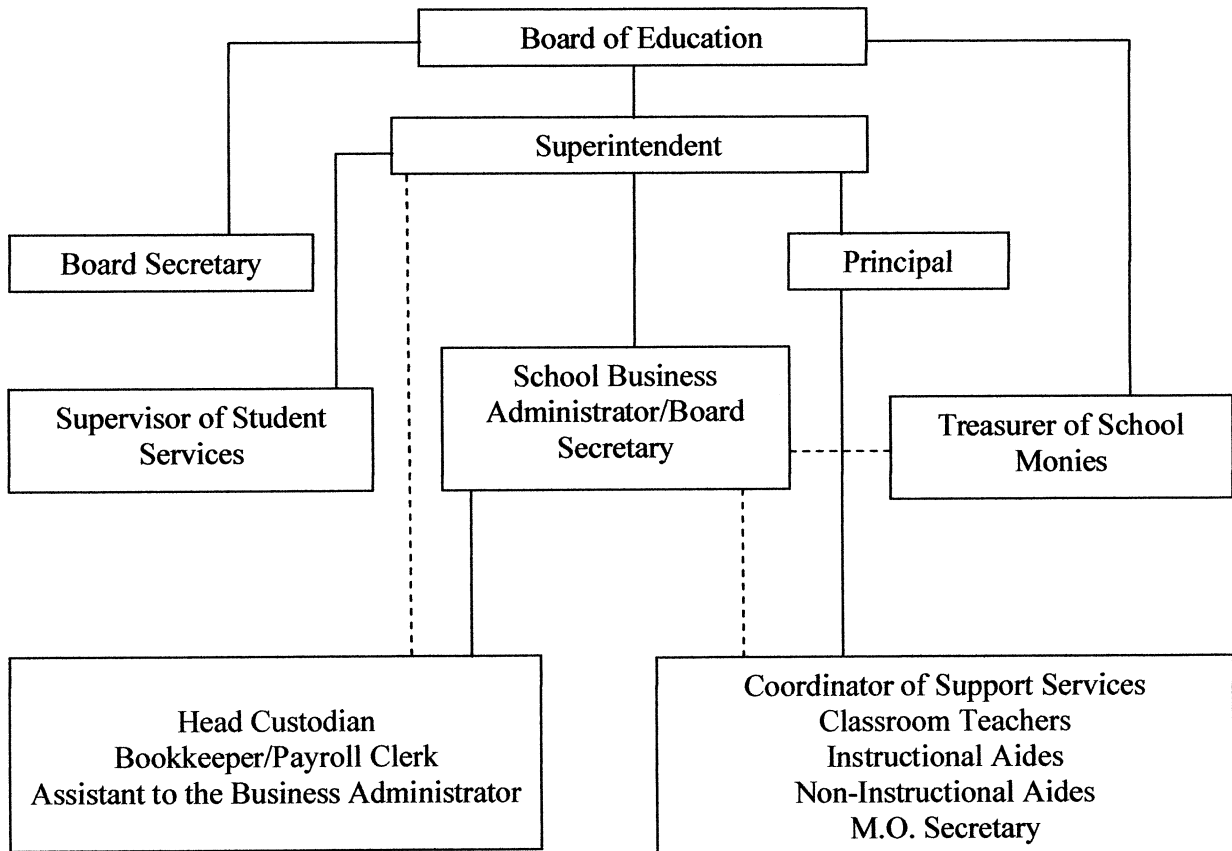 Board of Education
Superintendent
Board Secretary
Principal
School Business
Administrator/Board
Secretary
Supervisor of Student
Services
Treasurer of School
Monies
Head Custodian
Bookkeeper/Payroll Clerk
Assistant to the Business Administrator
Coordinator of Support Services
Classroom Teachers
Instructional Aides
Non-Instructional Aides
M.O. Secretary